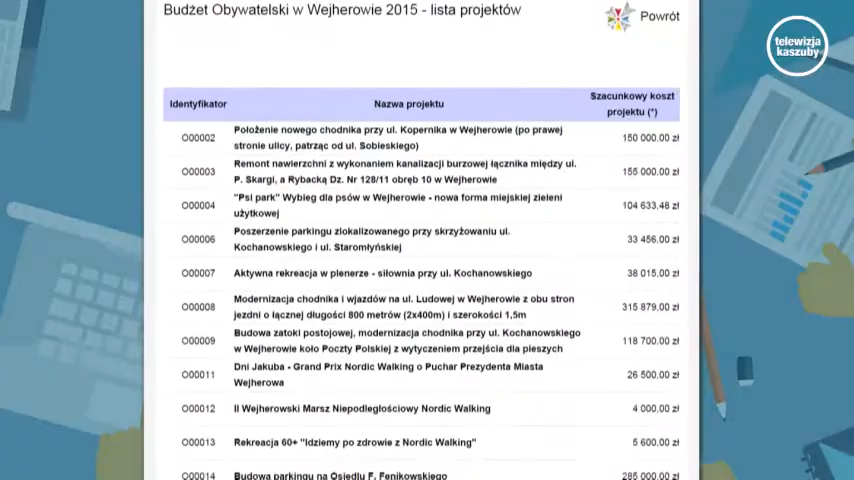 Budżet Obywatelski w Wejherowie 2015 - lista projektów
Powrót
telewizja
kaszuby
Identyfikator
Nazwa projektu
Szacunkowy koszt
projektu (*)
O00002
Położenie nowego chodnika przy ul. Kopernika w Wejherowie (po prawej
stronie ulicy, patrząc od ul. Sobieskiego)
150 000.00 zł
O00003
Remont nawierzchni z wykonaniem kanalizacji burzowej łącznika między ul.
P. Skargi, a Rybacką Dz. Nr 128/11 obręb 10 w Wejherowie
155 000.00 zł
O00004
"Psi park" Wybieg dla psów w Wejherowie - nowa forma miejskiej zieleni
użytkowej
104 633.48 zł
O00006
Poszerzenie parkingu zlokalizowanego przy skrzyżowaniu ul.
Kochanowskiego i ul. Staromłyńskiej
33 456.00 zł
O00007
Aktywna rekreacja w plenerze - siłownia przy ul. Kochanowskiego
38 015.00 zł
O00008
Modernizacja chodnika i wjazdów na ul. Ludowej w Wejherowie z obu stron
jezdni o łącznej długości 800 metrów (2x400m) i szerokości 1,5m
315 879.00 zł
O00009
Budowa zatoki postojowej, modernizacja chodnika przy ul. Kochanowskiego
w Wejherowie koło Poczty Polskiej z wytyczeniem przejścia dla pieszych
118 700.00 zł
O00011
Dni Jakuba - Grand Prix Nordic Walking o Puchar Prezydenta Miasta
Wejherowa
26 500.00 zł
O00012
II Wejherowski Marsz Niepodległościowy Nordic Walking
4 000.00 zł
O00013
Rekreacja 60+ "Idziemy po zdrowie z Nordic Walking"
5 600.00 zł
O00014
Budowa parkingu na Osiedlu F. Fenikowskiego
285 000.00 zł